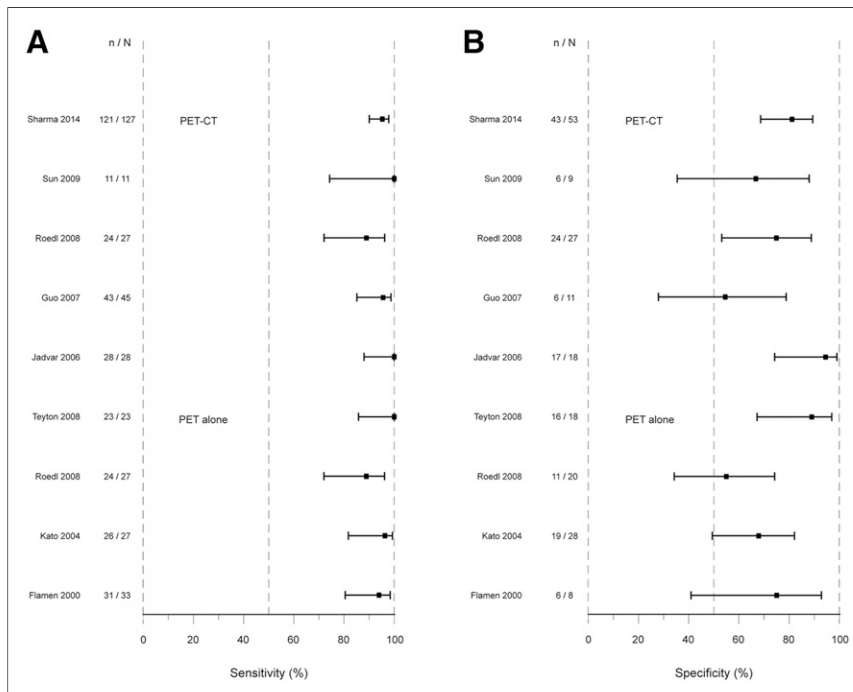 A
n / N
Sharma 2014 121 / 127 PET-CT
Sun 2009 11 / 11
Roedl 2008 24 / 27
Guo 2007 43 / 45
Jadvar 2006 28 / 28
Teyton 2008 23 / 23 PET alone
Roedl 2008 24 / 27
Kato 2004 26 / 27
Flamen 2000 31 / 33
0 20 40 60 80 100
Sensitivity (%)
B
n / N
Sharma 2014 43 / 53 PET-CT
Sun 2009 6 / 9
Roedl 2008 24 / 27
Guo 2007 6 / 11
Jadvar 2006 17 / 18
Teyton 2008 16 / 18 PET alone
Roedl 2008 11 / 20
Kato 2004 19 / 28
Flamen 2000 6 / 8
0 20 40 60 80 100
Specificity (%)